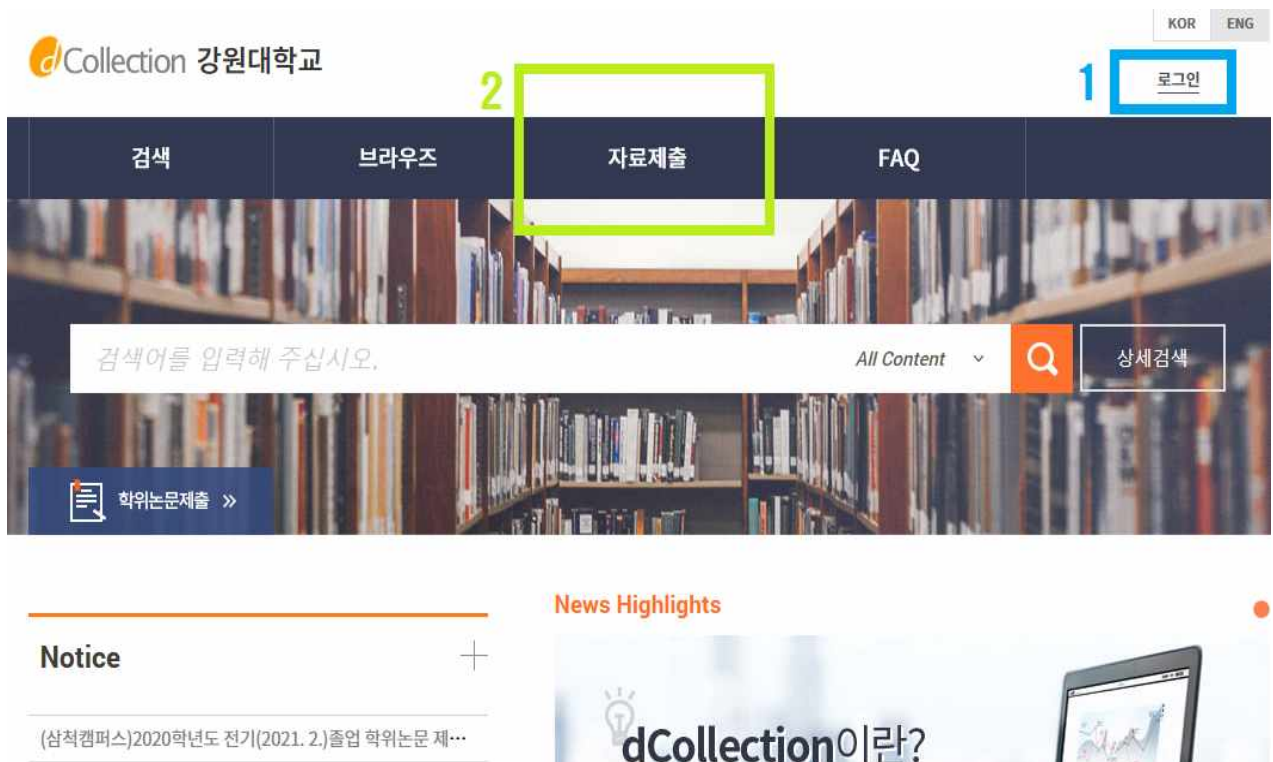 KOR ENG
dCollection 강원대학교
1 로그인
2
검색 브라우즈 자료제출 FAQ
검색어를 입력해 주십시오. All Content 상세검색
학위논문제출 »
News Highlights
Notice
dCollection이란?
(삼척캠퍼스)2020학년도 전기(2021. 2.)졸업 학위논문 제…